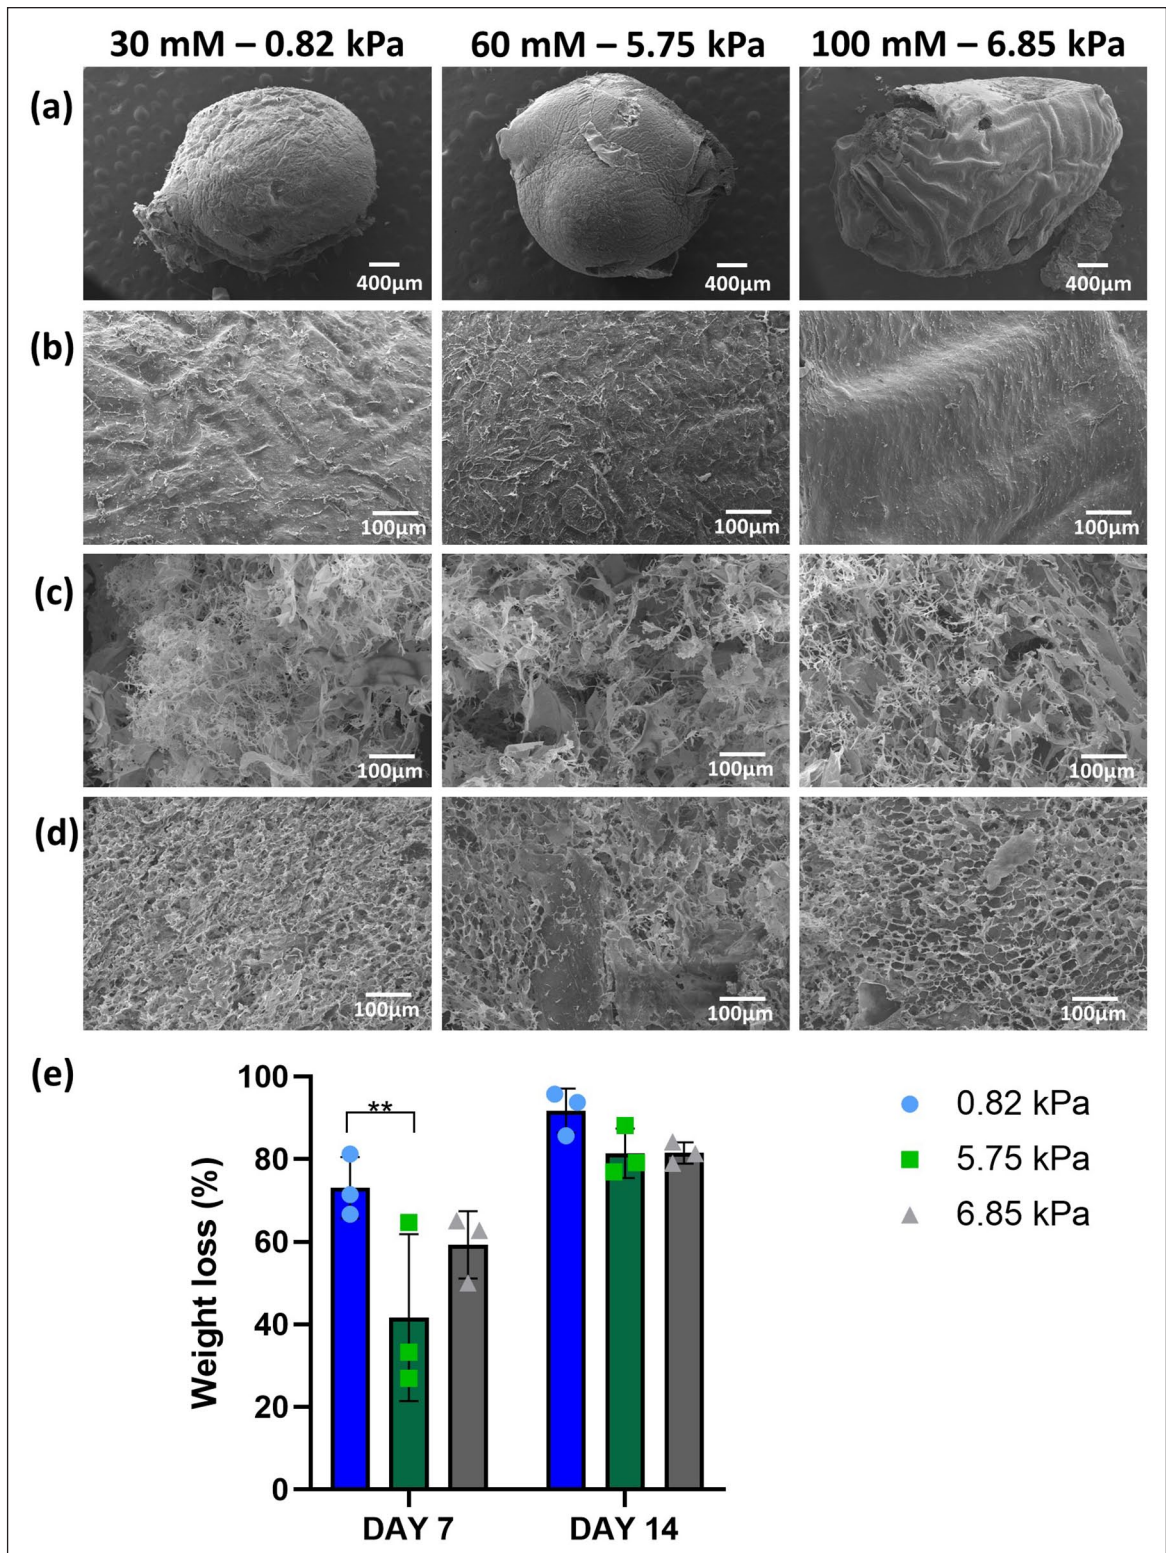 30 mM – 0.82 kPa 60 mM – 5.75 kPa 100 mM – 6.85 kPa
(a)
400µm 400µm 400µm
(b)
100µm 100µm 100µm
(c)
100µm 100µm 100µm
(d)
100µm 100µm 100µm
(e)
Weight loss (%)
100
80
60
40
20
0
**
DAY 7 DAY 14
0.82 kPa
5.75 kPa
6.85 kPa